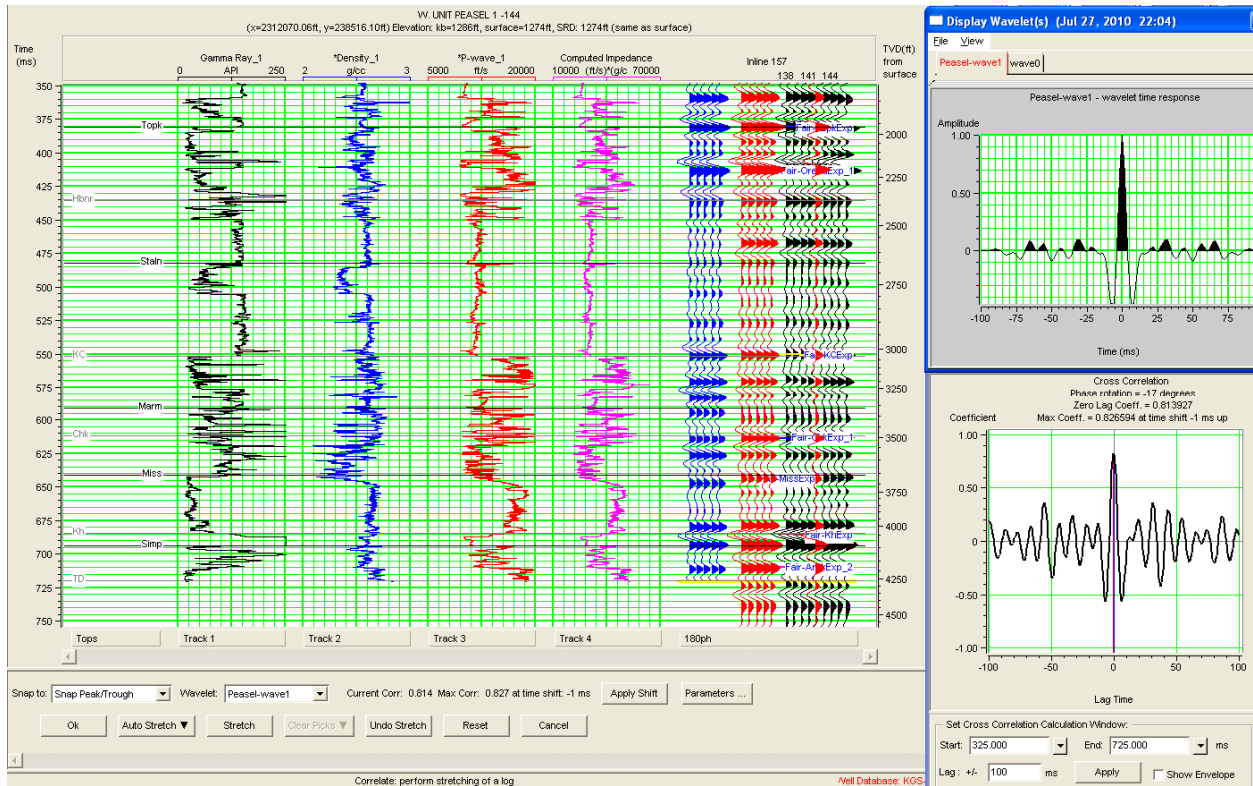 W. UNIT PEASEL 1 -144
(x=2312070.06ft, y=238516.10ft) Elevation: kb=1286ft, surface=1274ft, SRD: 1274ft (same as surface)
Time
(ms)
Gamma Ray_1
0 API 250
*Density_1
2 g/cc 3
*P-wave_1
5000 ft/s 20000
Computed Impedance
10000 (ft/s)*(g/c 70000
Inline 157
138 141 144
TVD(ft)
from
surface
350
375
400
425
450
475
500
525
550
575
600
625
650
675
700
725
750
Topk
Hbnr
Staln
KC
Marm
Chk
Miss
Kh
Simp
TD
Fair-KCExp
MissExp
Fair-KhExp
2000
2250
2500
2750
3000
3250
3500
3750
4000
4250
4500
Tops
Track 1
Track 2
Track 3
Track 4
180ph
Snap to: Snap Peak/Trough Wavelet: Peasel-wave1 Current Corr: 0.814 Max Corr: 0.827 at time shift: -1 ms Apply Shift Parameters ...
Ok Auto Stretch ▼ Stretch Clear Picks ▼ Undo Stretch Reset Cancel
Correlate: perform stretching of a log
Well Database: KGS-
Display Wavelet(s) (Jul 27, 2010 22:04)
File View
Peasel-wave1 wave0
Peasel-wave1 - wavelet time response
Amplitude
1.00
0.50
0
-100 -75 -50 -25 0 25 50 75
Time (ms)
Cross Correlation
Phase rotation = -17 degrees
Zero Lag Coeff. = 0.813927
Coefficient
Max Coeff. = 0.826594 at time shift -1 ms up
1.00
0.50
0.00
-0.50
-1.00
-100 -50 0 50 100
Lag Time
Set Cross Correlation Calculation Window:
Start: 325.000 End: 725.000 ms
Lag : +/- 100 ms Apply Show Envelope